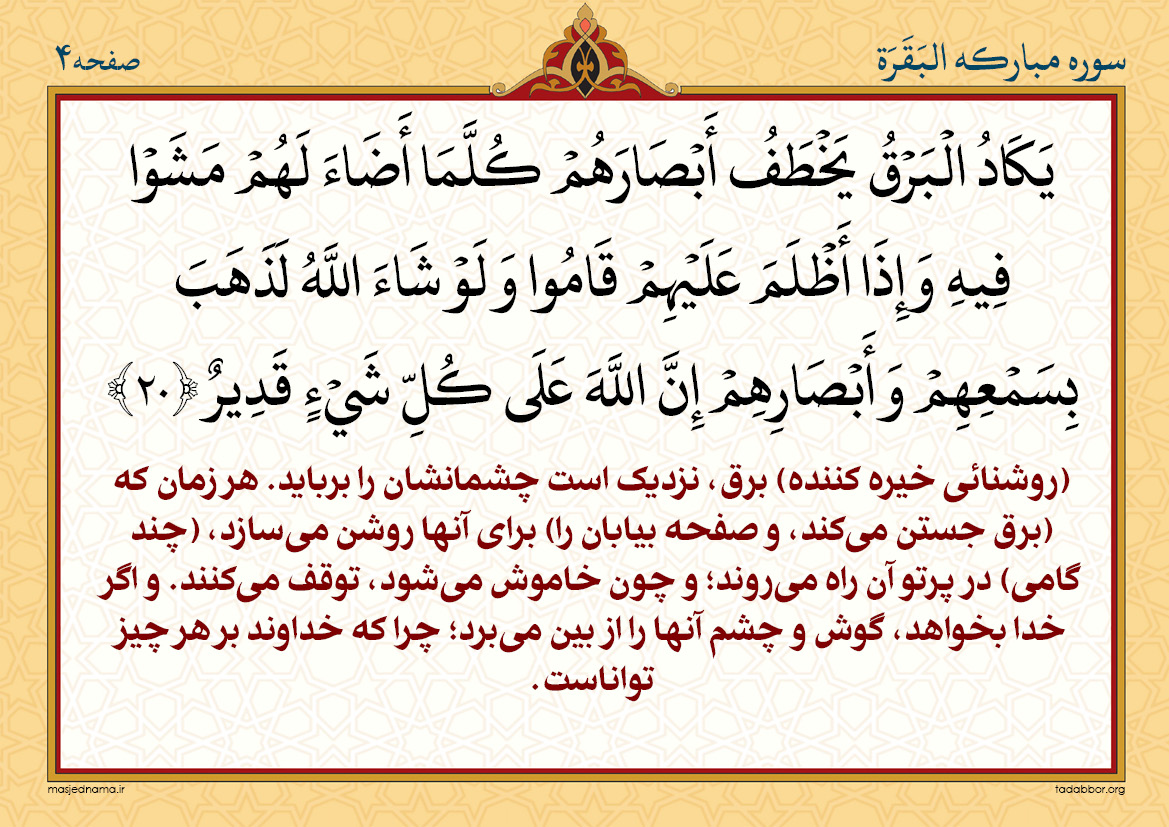 سوره مبارکه البَقَرَة
صفحه۴
يَكَادُ الْبَرْقُ يَخْطَفُ أَبْصَارَهُمْ كُلَّمَا أَضَاءَ لَهُمْ مَشَوْا
فِيهِ وَإِذَا أَظْلَمَ عَلَيْهِمْ قَامُوا وَلَوْ شَاءَ اللَّهُ لَذَهَبَ
بِسَمْعِهِمْ وَأَبْصَارِهِمْ إِنَّ اللَّهَ عَلَى كُلِّ شَيْءٍ قَدِيرٌ ﴿۲۰﴾
(روشنائی خیره کننده) برق، نزدیک است چشمانشان را برباید. هر زمان که
(برق جستن می‌کند، و صفحه بیابان را) برای آنها روشن می‌سازد، (چند
گامی) در پرتو آن راه می‌روند؛ و چون خاموش می‌شود، توقف می‌کنند. و اگر
خدا بخواهد، گوش و چشم آنها را از بین می‌برد؛ چرا که خداوند بر هر چیز
تواناست.
masjednama.ir
tadabbor.org